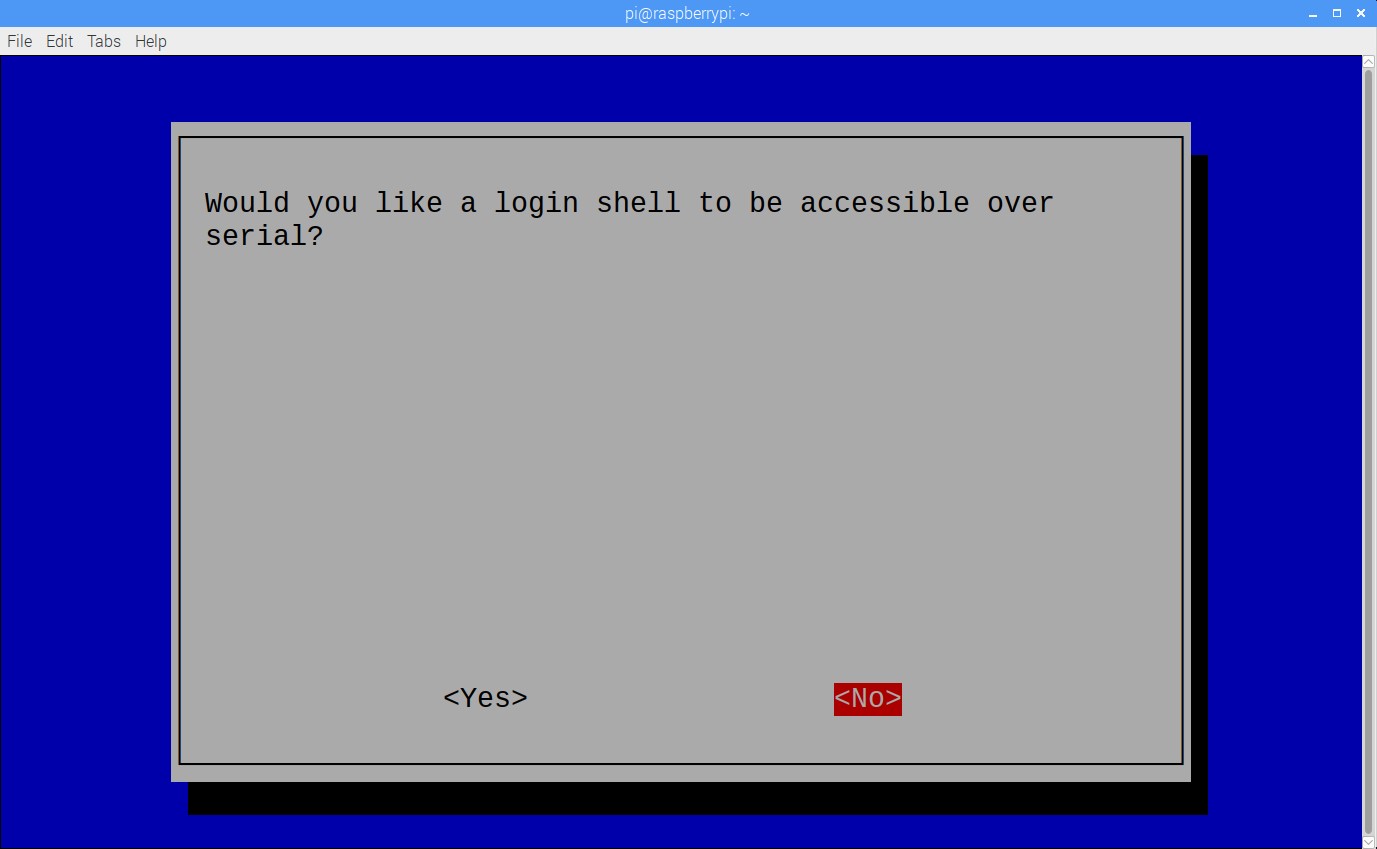 pi@raspberrypi: ~
File Edit Tabs Help
Would you like a login shell to be accessible over
serial?
<Yes> <No>